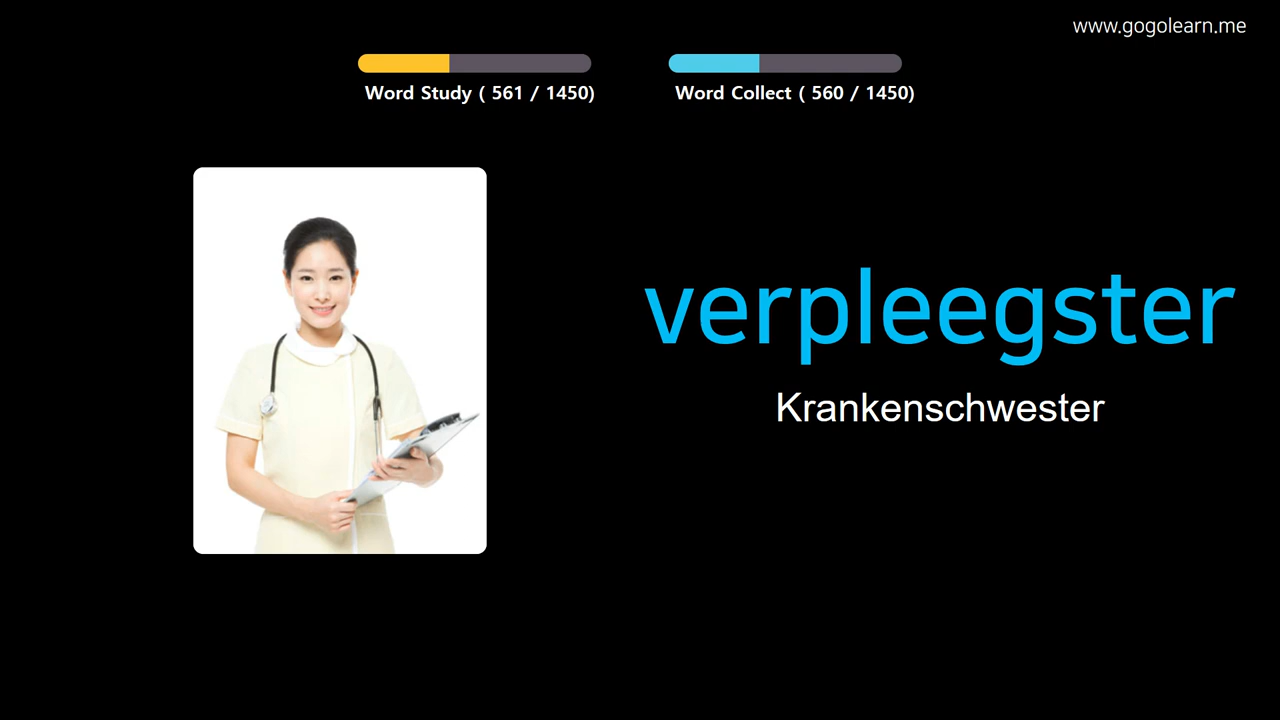 www.gogolearn.me
Word Study ( 561 / 1450)
Word Collect ( 560 / 1450)
verpleegster
Krankenschwester